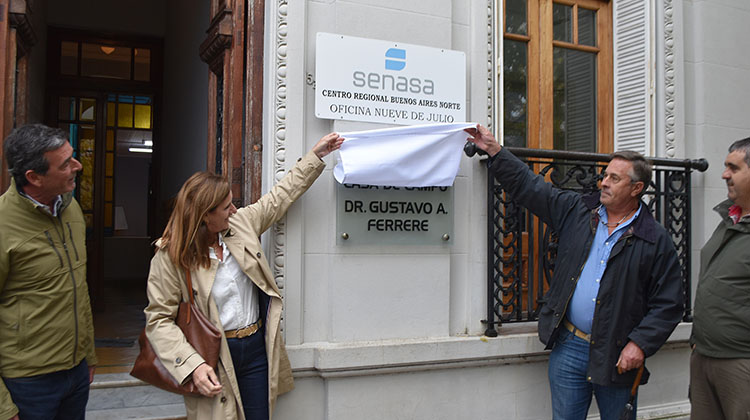 senasa
CENTRO REGIONAL BUENOS AIRES NORTE
OFICINA NUEVE DE JULIO
CASA DE CAMPO
DR. GUSTAVO A.
FERRERE